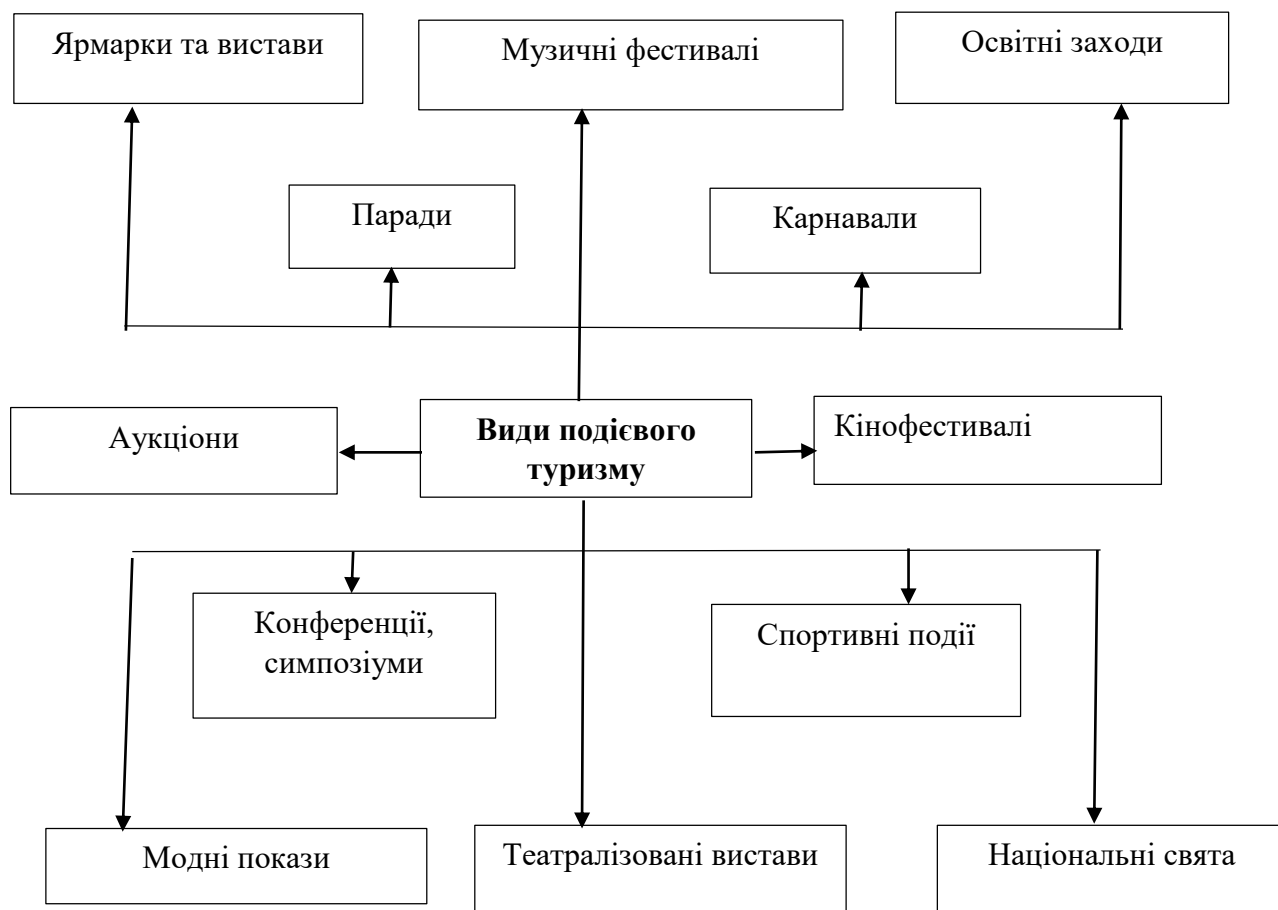 Ярмарки та вистави
Музичні фестивалі
Освітні заходи
Паради
Карнавали
Аукціони
Види подієвого
туризму
Кінофестивалі
Конференції,
симпозіуми
Спортивні події
Модні покази
Театралізовані вистави
Національні свята